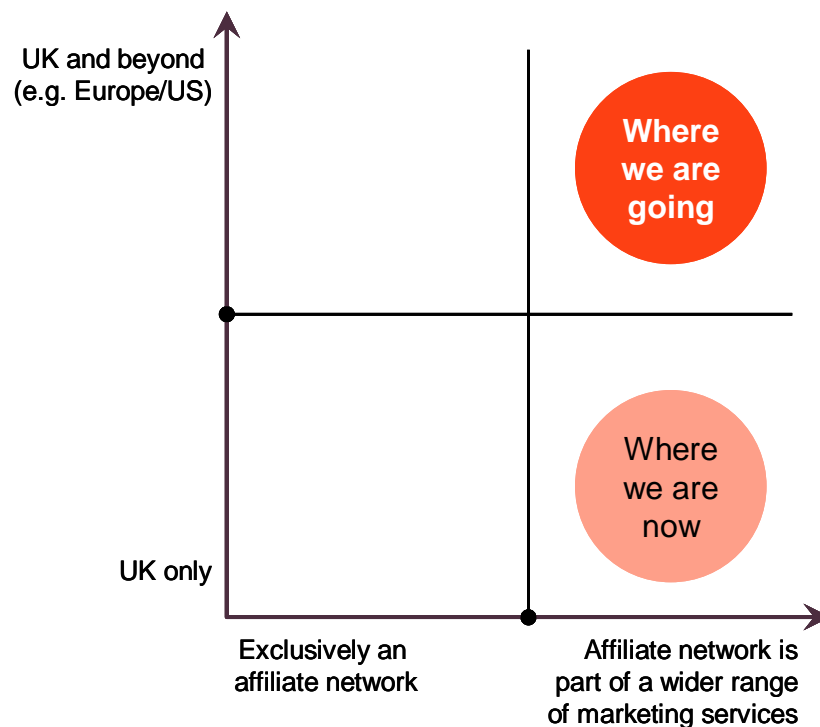 UK and beyond
(e.g. Europe/US)
Where
we are
going
Where
we are
now
UK only
Exclusively an
affiliate network
Affiliate network is
part of a wider range
of marketing services